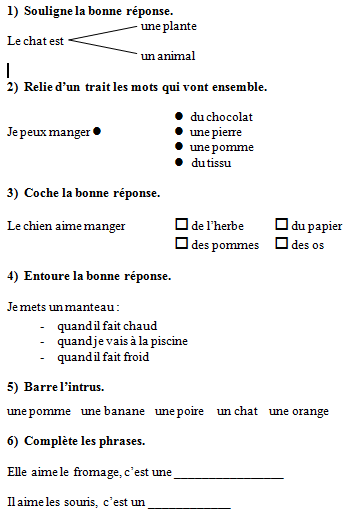 1) Souligne la bonne réponse.
une plante
Le chat est
un animal
2) Relie d'un trait les mots qui vont ensemble.
● du chocolat
Je peux manger ● ● une pierre
● une pomme
● du tissu
3) Coche la bonne réponse.
Le chien aime manger □ de l'herbe □ du papier
□ des pommes □ des os
4) Entoure la bonne réponse.
Je mets un manteau :
- quand il fait chaud
- quand je vais à la piscine
- quand il fait froid
5) Barre l'intrus.
une pomme une banane une poire un chat une orange
6) Complète les phrases.
Elle aime le fromage, c'est une ________________
Il aime les souris, c'est un ____________